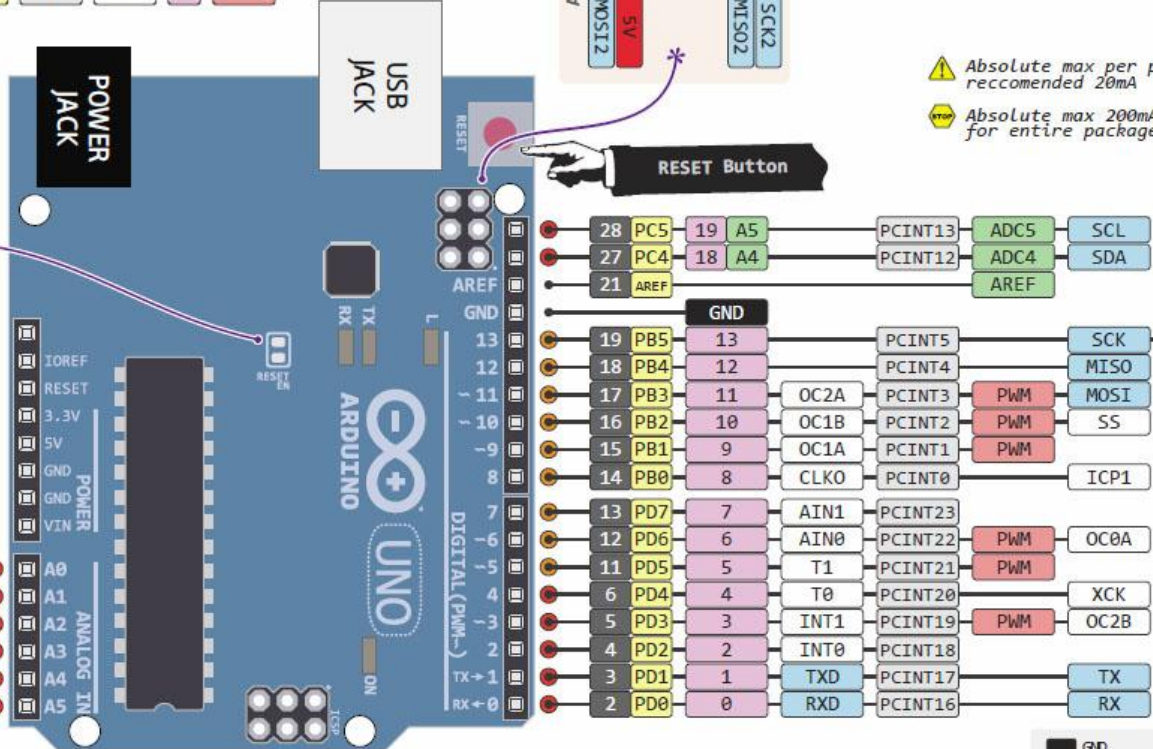 MOSI2
5V
MISO2
SCK2
POWER
JACK
USB
JACK
RESET
RESET Button
Absolute max per
reccomended 20mA
STOP
Absolute max 200mA
for entire package
AREF
GND
13
12
~11
~10
~9
8
7
~6
~5
4
~3
2
TX→1
RX←0
DIGITAL(PWM~)
RX
TX
L
RESET
EN
ARDUINO
UNO
ON
ICSP
IOREF
RESET
3.3V
5V
GND
GND
VIN
POWER
A0
A1
A2
A3
A4
A5
ANALOG IN
28 PC5 19 A5 PCINT13 ADC5 SCL
27 PC4 18 A4 PCINT12 ADC4 SDA
21 AREF AREF
GND
19 PB5 13 PCINT5 SCK
18 PB4 12 PCINT4 MISO
17 PB3 11 OC2A PCINT3 PWM MOSI
16 PB2 10 OC1B PCINT2 PWM SS
15 PB1 9 OC1A PCINT1 PWM
14 PB0 8 CLKO PCINT0 ICP1
13 PD7 7 AIN1 PCINT23
12 PD6 6 AIN0 PCINT22 PWM OC0A
11 PD5 5 T1 PCINT21 PWM
6 PD4 4 T0 PCINT20 XCK
5 PD3 3 INT1 PCINT19 PWM OC2B
4 PD2 2 INT0 PCINT18
3 PD1 1 TXD PCINT17 TX
2 PD0 0 RXD PCINT16 RX